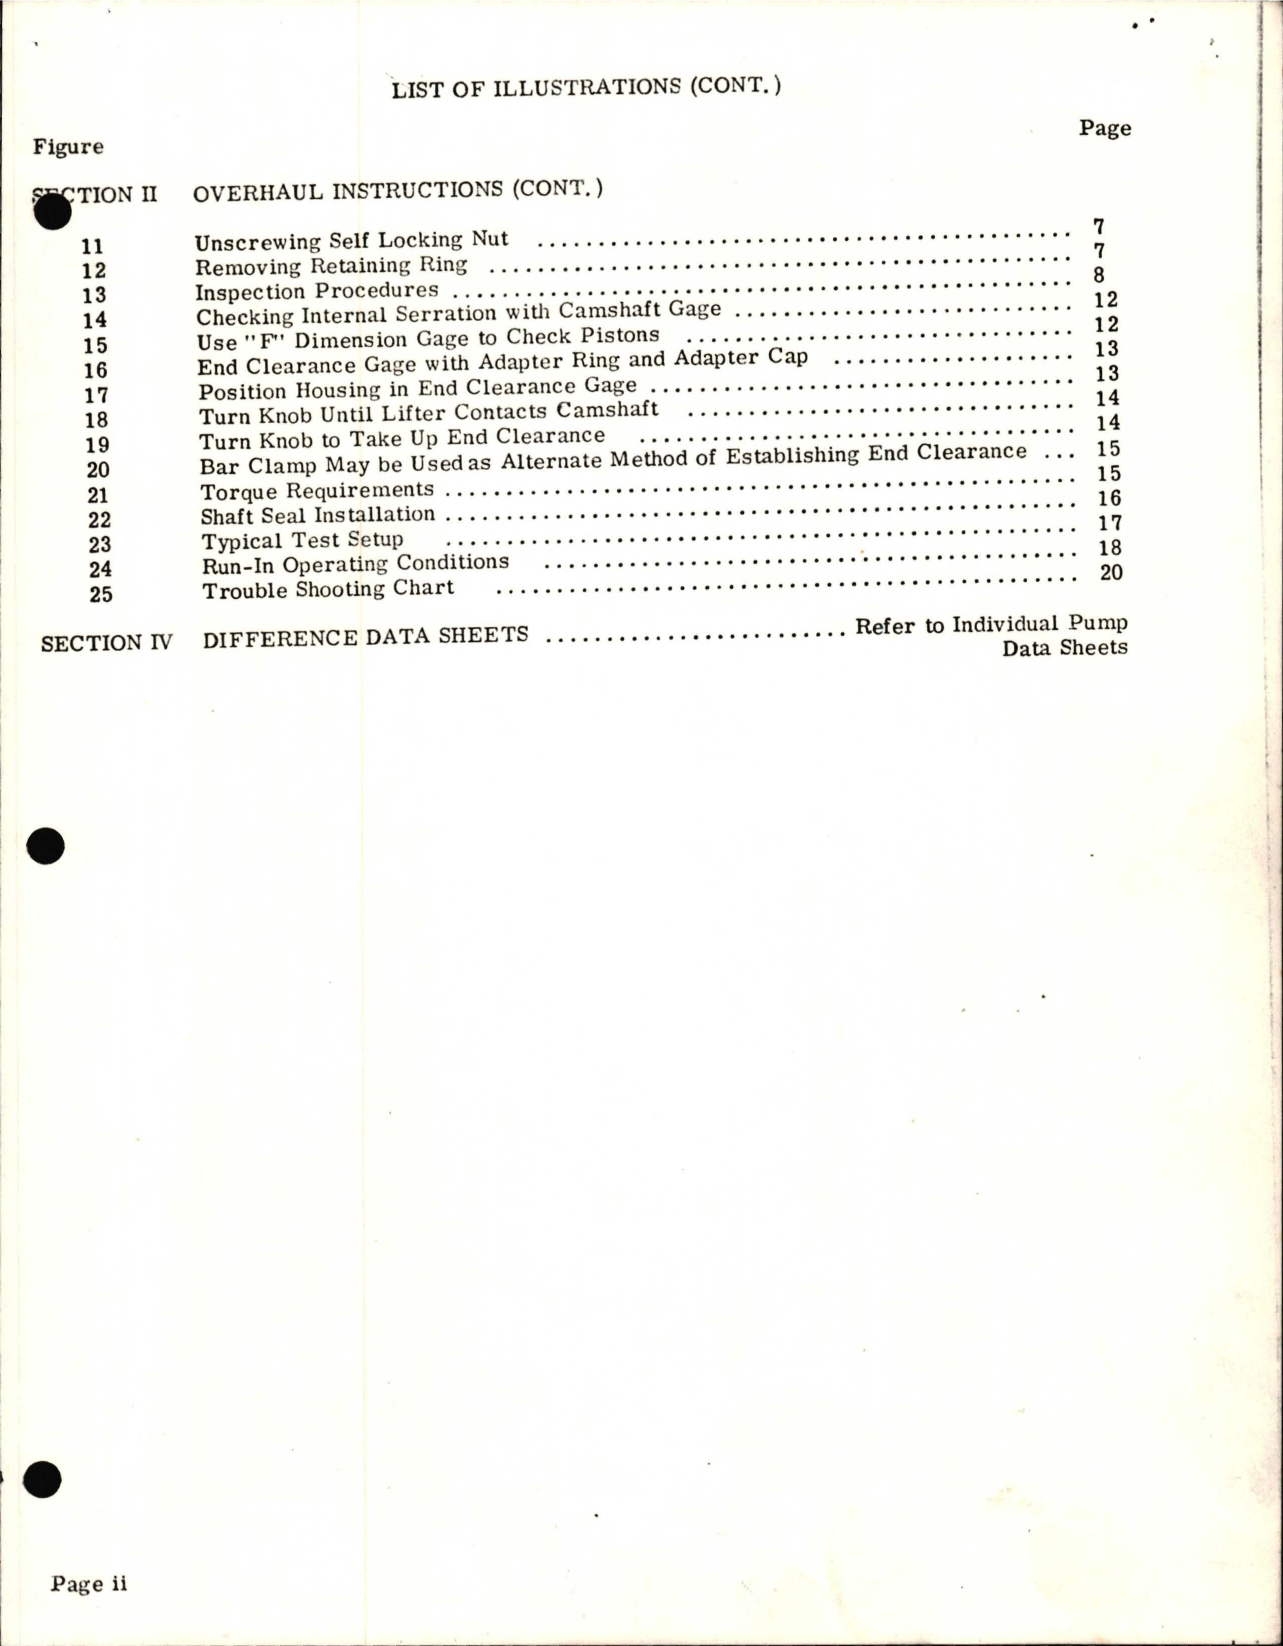 LIST OF ILLUSTRATIONS (CONT.)
Page
Figure
SECTION II OVERHAUL INSTRUCTIONS (CONT.)
11 Unscrewing Self Locking Nut ........................................... 7
12 Removing Retaining Ring ............................................... 7
13 Inspection Procedures .................................................. 8
14 Checking Internal Serration with Camshaft Gage ............................ 12
15 Use "F" Dimension Gage to Check Pistons ................................ 12
16 End Clearance Gage with Adapter Ring and Adapter Cap .................... 13
17 Position Housing in End Clearance Gage ................................... 13
18 Turn Knob Until Lifter Contacts Camshaft ................................ 14
19 Turn Knob to Take Up End Clearance .................................... 14
20 Bar Clamp May be Used as Alternate Method of Establishing End Clearance ... 15
21 Torque Requirements .................................................... 15
22 Shaft Seal Installation .................................................... 16
23 Typical Test Setup .................................................... 17
24 Run-In Operating Conditions ............................................ 18
25 Trouble Shooting Chart ................................................ 20
SECTION IV DIFFERENCE DATA SHEETS ......................... Refer to Individual Pump
Data Sheets
Page ii